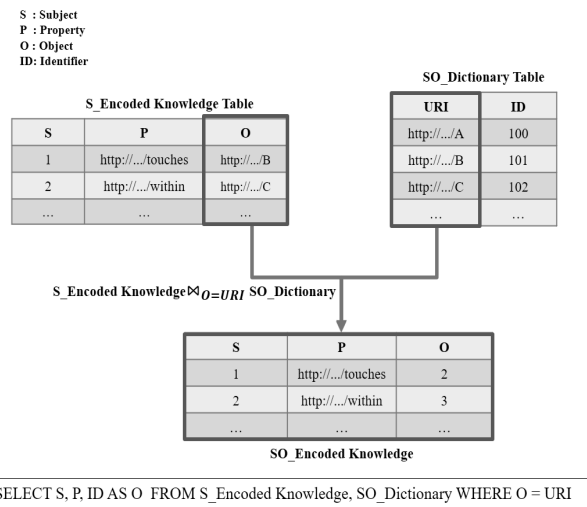 S : Subject
P : Property
O : Object
ID: Identifier
SO_Dictionary Table
S_Encoded Knowledge Table
URI ID
http://.../A 100
http://.../B 101
http://.../C 102
... ...
S P O
1 http://.../touches http://.../B
2 http://.../within http://.../C
... ... ...
S_Encoded Knowledge⋈O=URI SO_Dictionary
S P O
1 http://.../touches 2
2 http://.../within 3
... ... ...
SO_Encoded Knowledge
SELECT S, P, ID AS O FROM S_Encoded Knowledge, SO_Dictionary WHERE O = URI